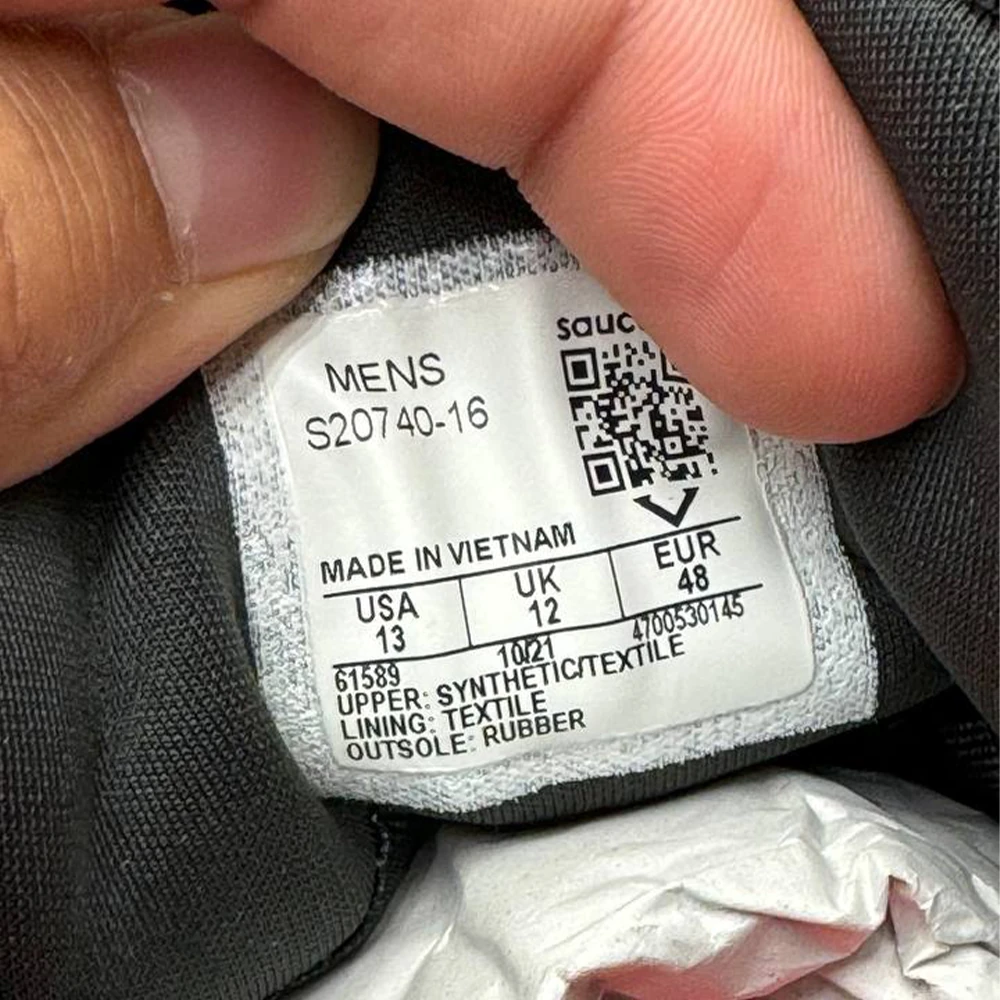 sauc
MENS
S20740-16
MADE IN VIETNAM
USA UK EUR
13 12 48
61589 10/21 4700530145
UPPER: SYNTHETIC/TEXTILE
LINING: TEXTILE
OUTSOLE: RUBBER